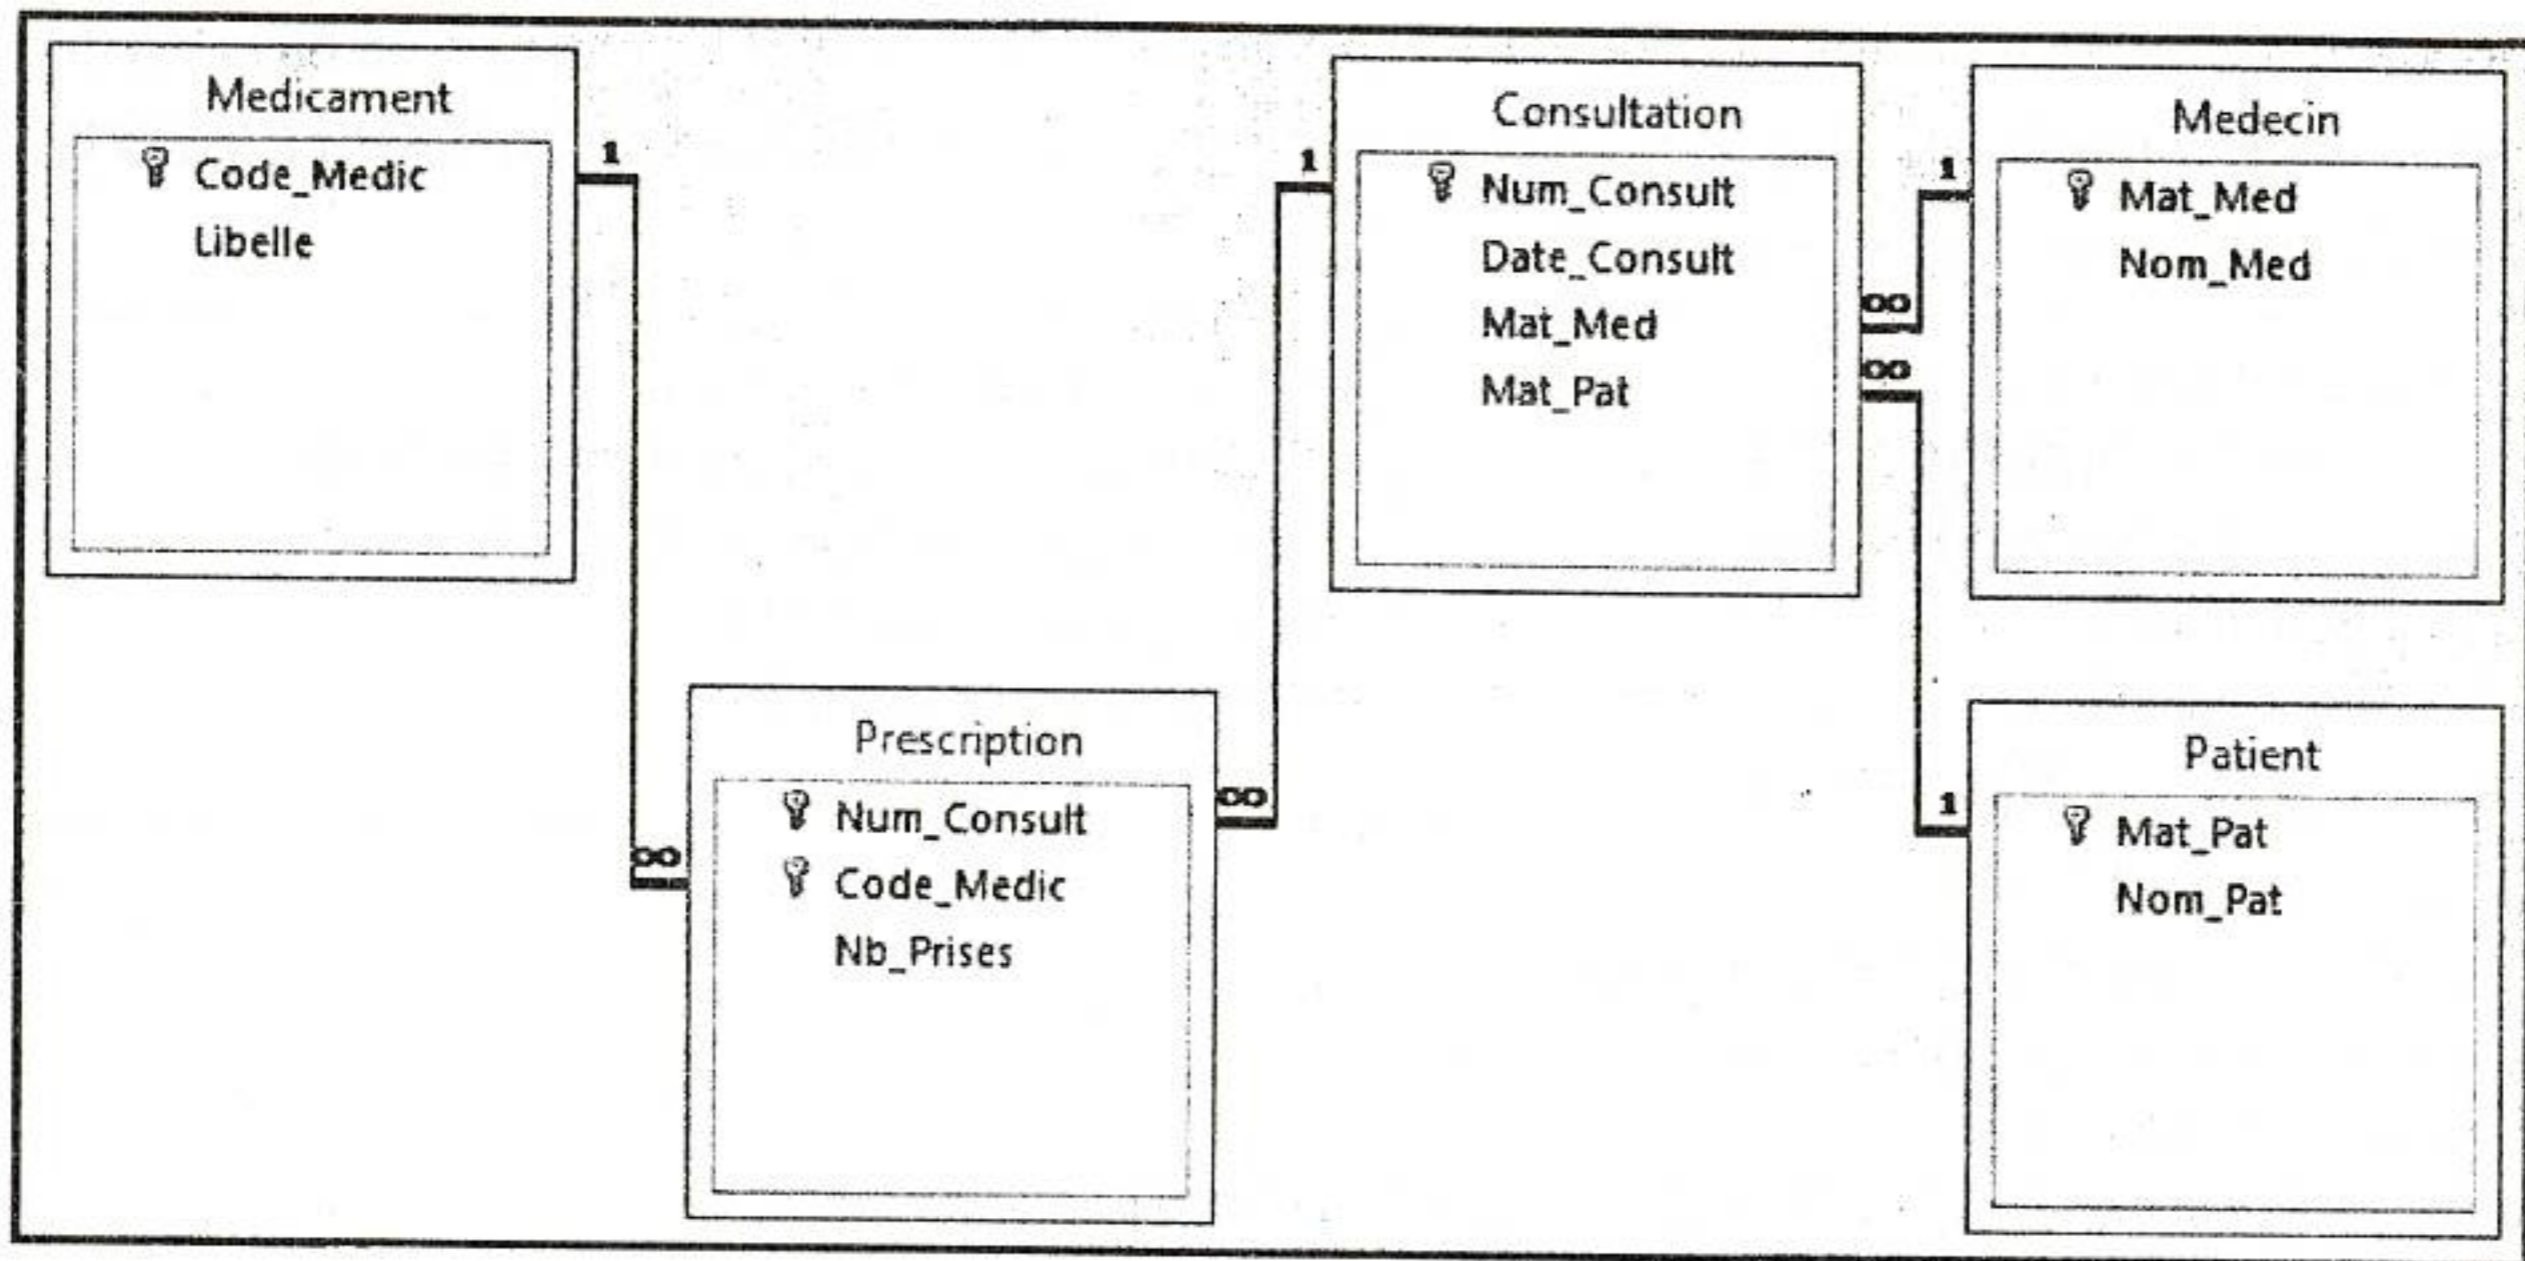 Medicament
Code_Medic
Libelle
1
∞
Prescription
Num_Consult
Code_Medic
Nb_Prises
∞
1
Consultation
Num_Consult
Date_Consult
Mat_Med
Mat_Pat
∞
∞
1
Medecin
Mat_Med
Nom_Med
1
Patient
Mat_Pat
Nom_Pat